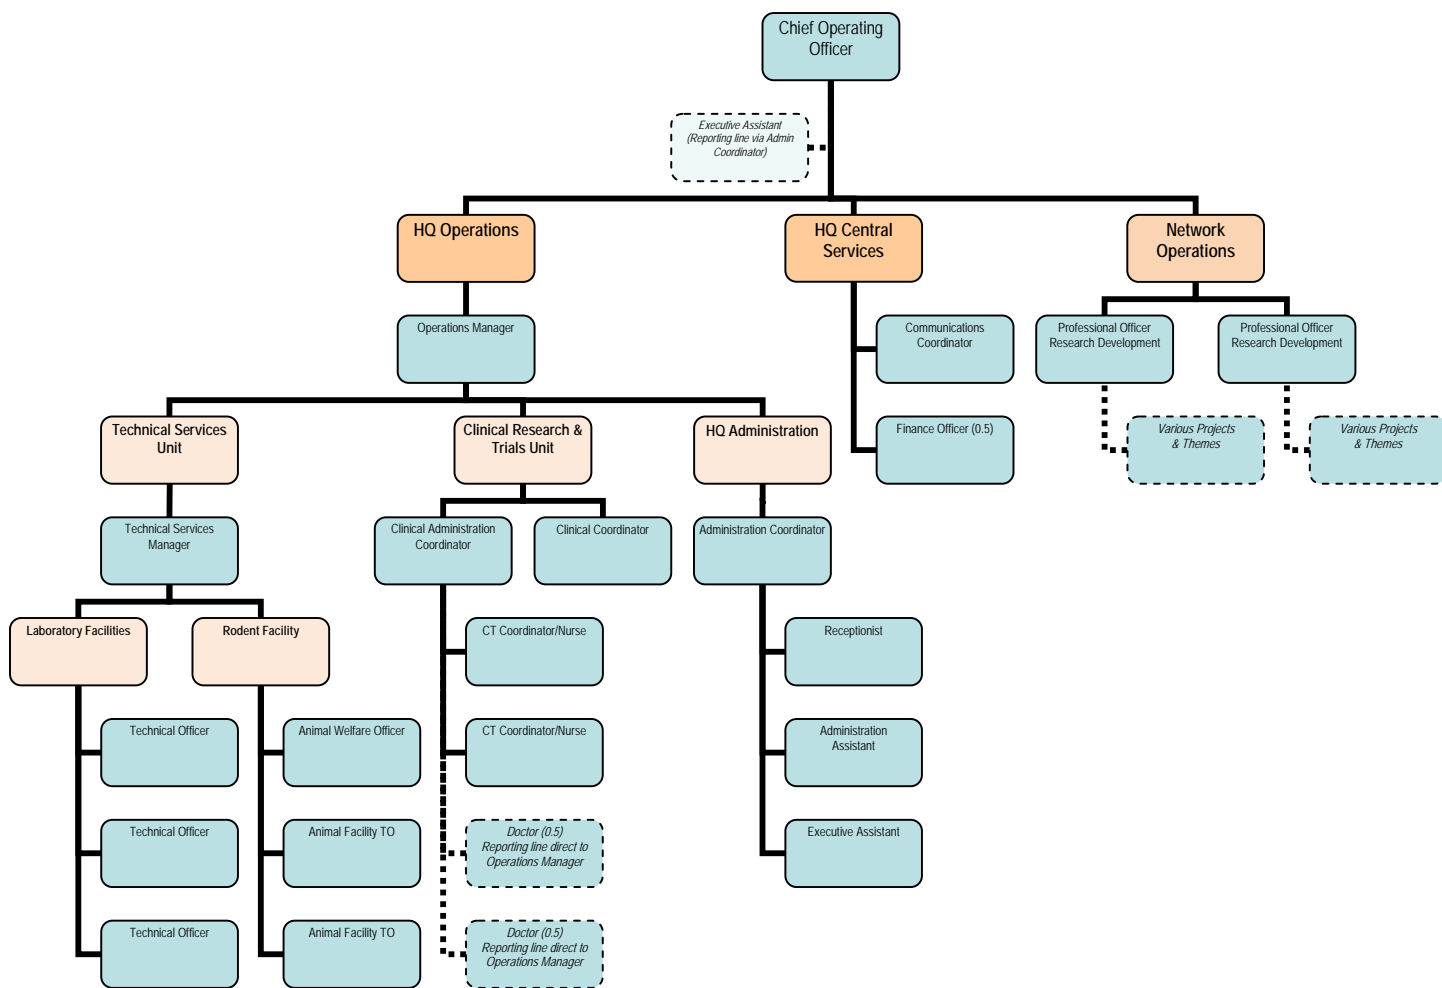 Chief Operating
Officer
Executive Assistant
(Reporting line via Admin
Coordinator)
HQ Operations
HQ Central
Services
Network
Operations
Operations Manager
Communications
Coordinator
Professional Officer
Research Development
Professional Officer
Research Development
Technical Services
Unit
Clinical Research &
Trials Unit
HQ Administration
Finance Officer (0.5)
Various Projects
& Themes
Various Projects
& Themes
Technical Services
Manager
Clinical Administration
Coordinator
Clinical Coordinator
Administration Coordinator
Laboratory Facilities
Rodent Facility
CT Coordinator/Nurse
Receptionist
Technical Officer
Animal Welfare Officer
CT Coordinator/Nurse
Administration
Assistant
Technical Officer
Animal Facility TO
Doctor (0.5)
Reporting line direct to
Operations Manager
Executive Assistant
Technical Officer
Animal Facility TO
Doctor (0.5)
Reporting line direct to
Operations Manager